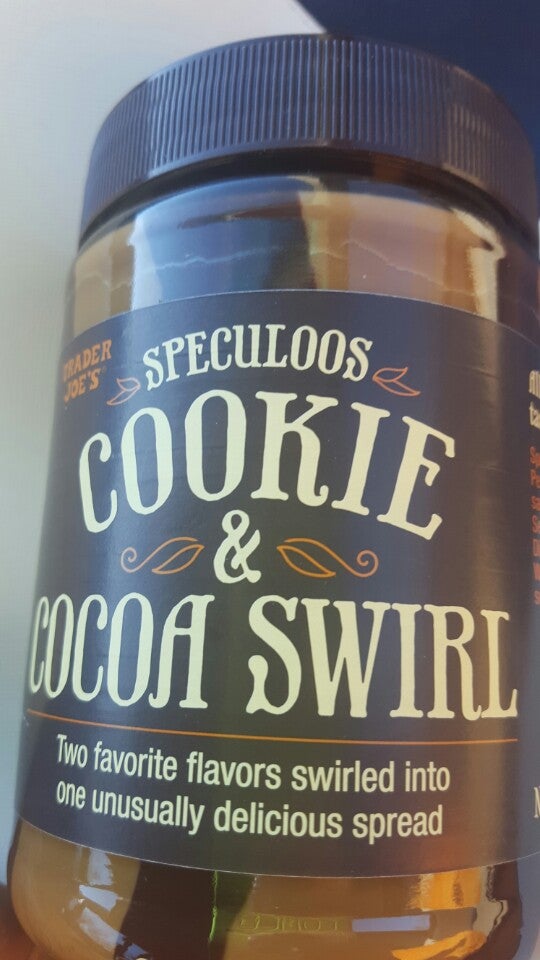 TRADER
JOE'S
SPECULOOS
COOKIE
&
COCOA SWIRL
Two favorite flavors swirled into
one unusually delicious spread